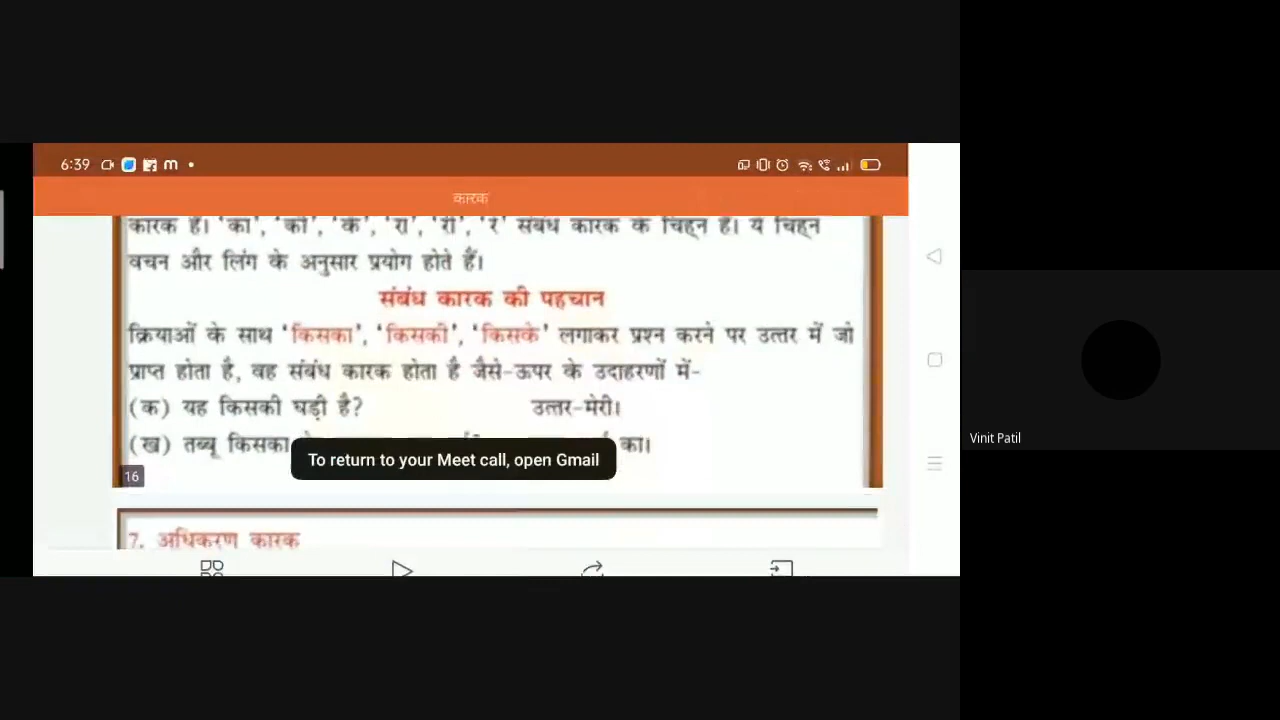 6:39
कारक
कारक है। 'का', 'की', 'के', 'रा', 'री', 'रे' संबंध कारक के चिह्न हैं। ये चिह्न
वचन और लिंग के अनुसार प्रयोग होते हैं।
संबंध कारक की पहचान
क्रियाओं के साथ 'किसका', 'किसकी', 'किसके' लगाकर प्रश्न करने पर उत्तर में जो
प्राप्त होता है, वह संबंध कारक होता है जैसे-ऊपर के उदाहरणों में-
(क) यह किसकी घड़ी है? उत्तर-मेरी।
(ख) तब्यू किसका का।
To return to your Meet call, open Gmail
16
7. अधिकरण कारक
Vinit Patil